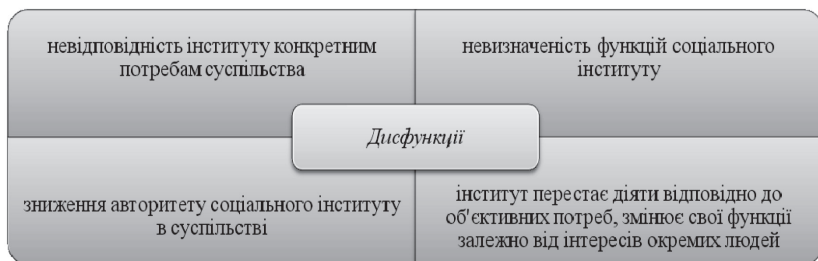 невідповідність інституту конкретним
потребам суспільства
невизначеність функцій соціального
інституту
Дисфункції
зниження авторитету соціального інституту
в суспільстві
інститут перестає діяти відповідно до
об'єктивних потреб, змінює свої функції
залежно від інтересів окремих людей